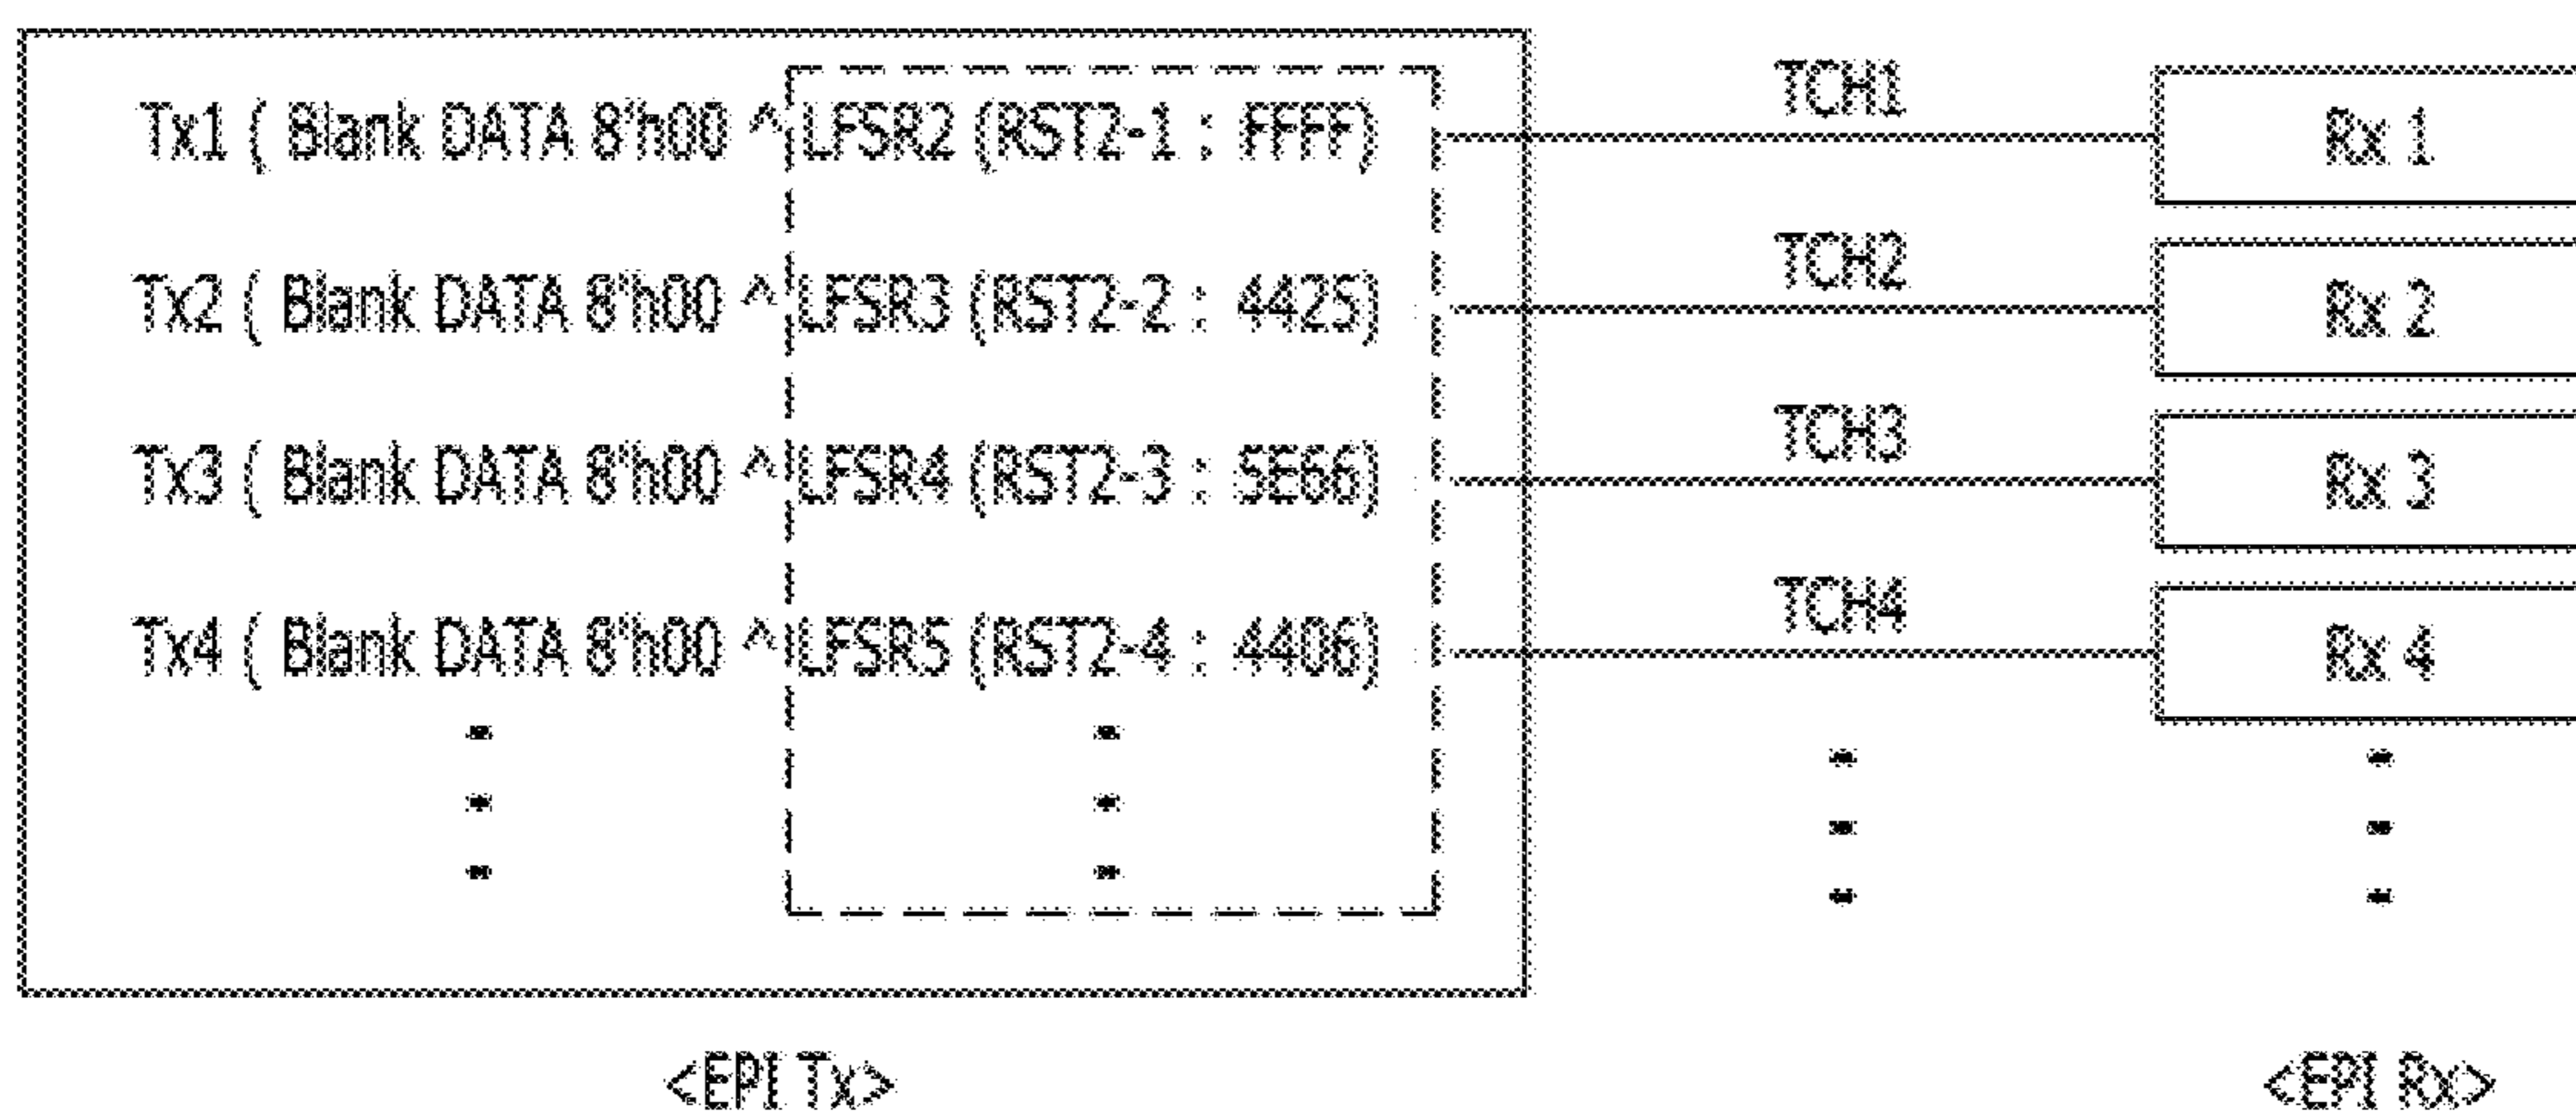 Tx1 ( Blank DATA 8'h00 ^ LFSR2 (RST2-1 : FFFF)
TCH1
Rx 1
Tx2 ( Blank DATA 8'h00 ^ LFSR3 (RST2-2 : 4425)
TCH2
Rx 2
Tx3 ( Blank DATA 8'h00 ^ LFSR4 (RST2-3 : 5E66)
TCH3
Rx 3
Tx4 ( Blank DATA 8'h00 ^ LFSR5 (RST2-4 : 4406)
TCH4
Rx 4
<EPI Tx>
<EPI Rx>